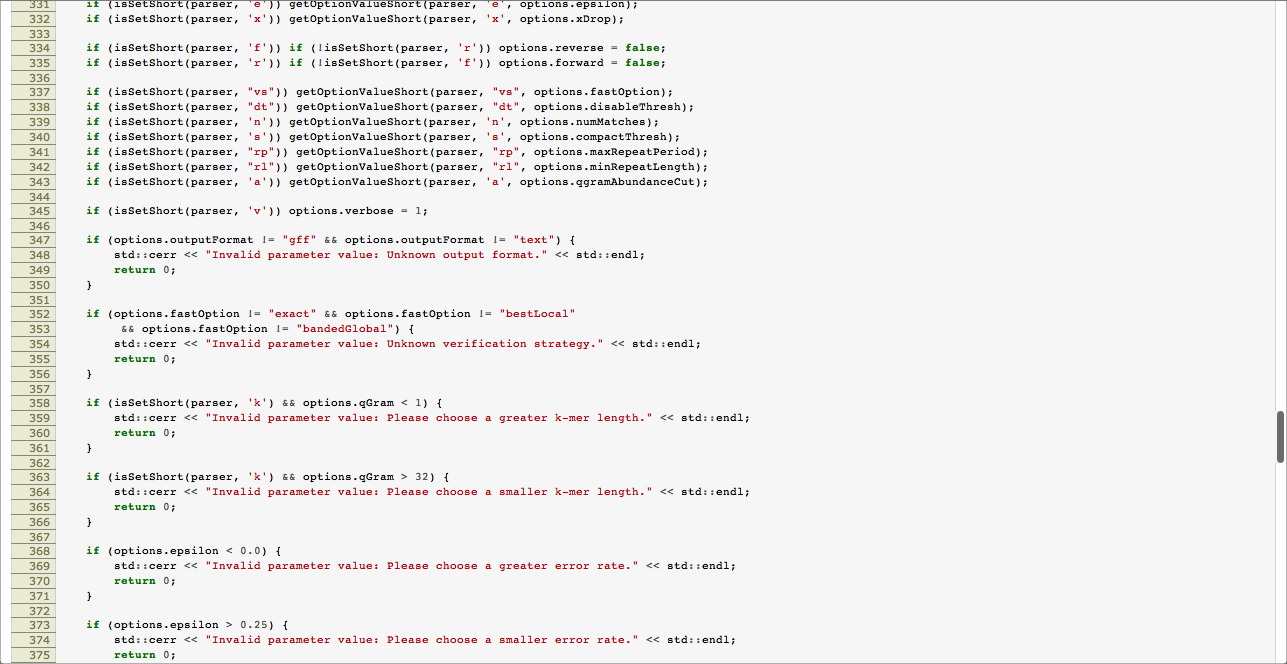 331 if (isSetShort(parser, 'e')) getOptionValueShort(parser, 'e', options.epsilon);
332 if (isSetShort(parser, 'x')) getOptionValueShort(parser, 'x', options.xDrop);
333
334 if (isSetShort(parser, 'f')) if (!isSetShort(parser, 'r')) options.reverse = false;
335 if (isSetShort(parser, 'r')) if (!isSetShort(parser, 'f')) options.forward = false;
336
337 if (isSetShort(parser, "vs")) getOptionValueShort(parser, "vs", options.fastOption);
338 if (isSetShort(parser, "dt")) getOptionValueShort(parser, "dt", options.disableThresh);
339 if (isSetShort(parser, 'n')) getOptionValueShort(parser, 'n', options.numMatches);
340 if (isSetShort(parser, 's')) getOptionValueShort(parser, 's', options.compactThresh);
341 if (isSetShort(parser, "rp")) getOptionValueShort(parser, "rp", options.maxRepeatPeriod);
342 if (isSetShort(parser, "rl")) getOptionValueShort(parser, "rl", options.minRepeatLength);
343 if (isSetShort(parser, 'a')) getOptionValueShort(parser, 'a', options.qgramAbundanceCut);
344
345 if (isSetShort(parser, 'v')) options.verbose = 1;
346
347 if (options.outputFormat != "gff" && options.outputFormat != "text") {
348 std::cerr << "Invalid parameter value: Unknown output format." << std::endl;
349 return 0;
350 }
351
352 if (options.fastOption != "exact" && options.fastOption != "bestLocal"
353 && options.fastOption != "bandedGlobal") {
354 std::cerr << "Invalid parameter value: Unknown verification strategy." << std::endl;
355 return 0;
356 }
357
358 if (isSetShort(parser, 'k') && options.qGram < 1) {
359 std::cerr << "Invalid parameter value: Please choose a greater k-mer length." << std::endl;
360 return 0;
361 }
362
363 if (isSetShort(parser, 'k') && options.qGram > 32) {
364 std::cerr << "Invalid parameter value: Please choose a smaller k-mer length." << std::endl;
365 return 0;
366 }
367
368 if (options.epsilon < 0.0) {
369 std::cerr << "Invalid parameter value: Please choose a greater error rate." << std::endl;
370 return 0;
371 }
372
373 if (options.epsilon > 0.25) {
374 std::cerr << "Invalid parameter value: Please choose a smaller error rate." << std::endl;
375 return 0;